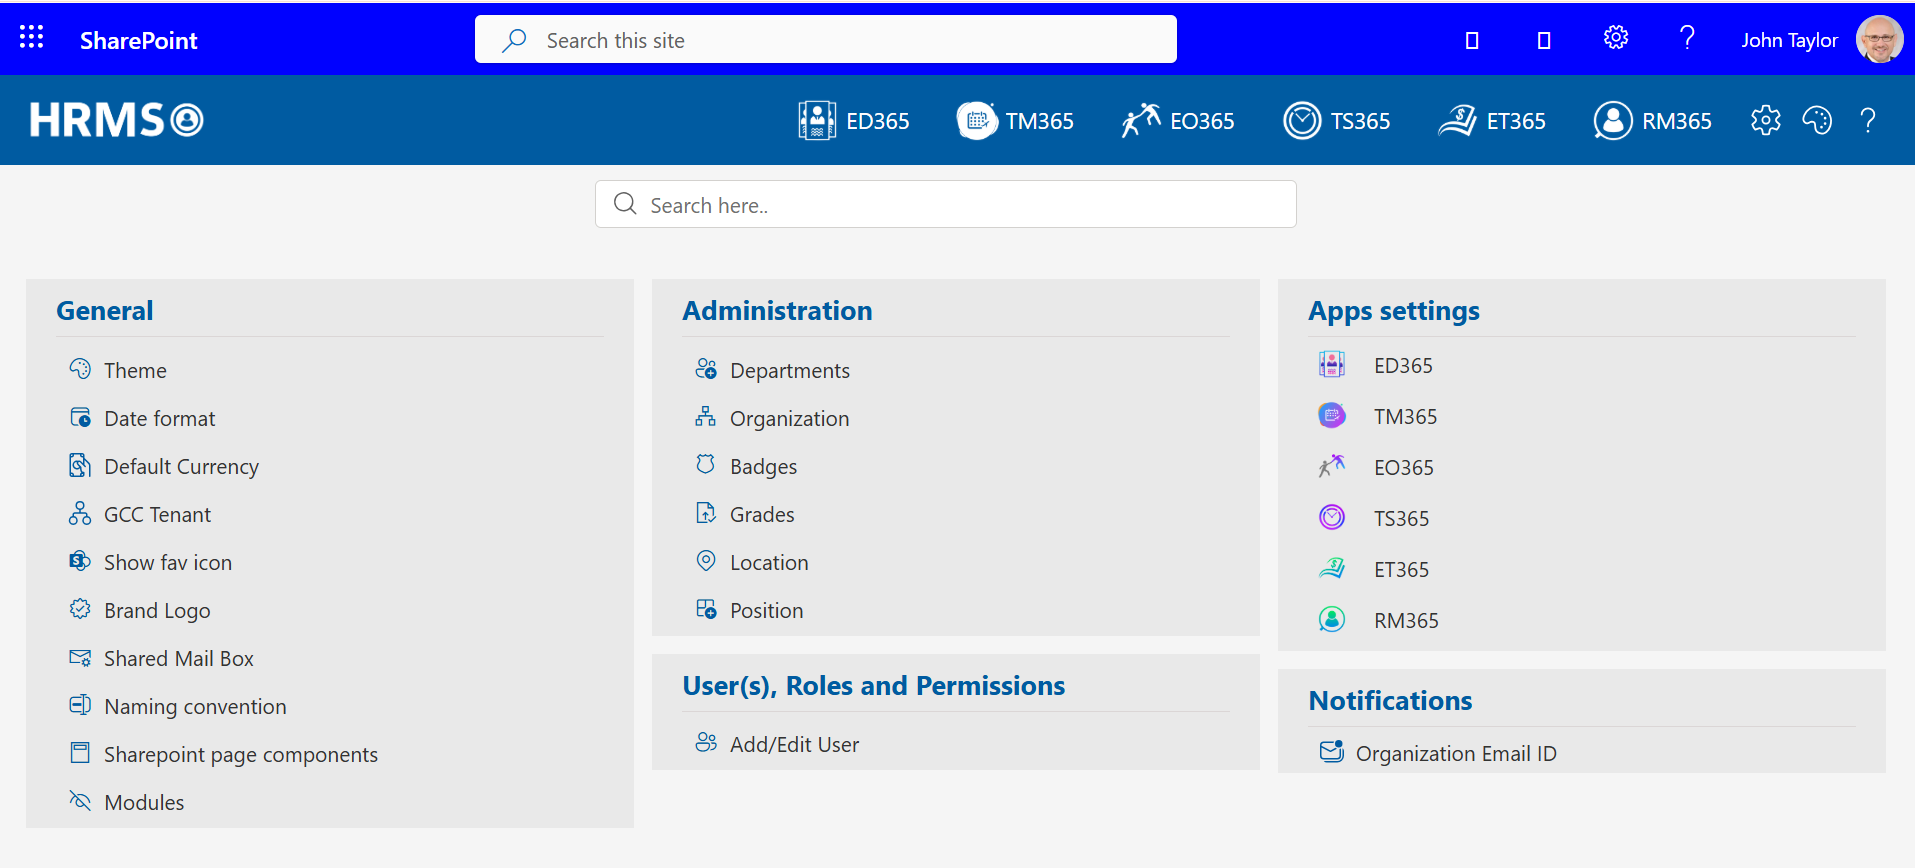 SharePoint
Search this site
John Taylor
HRMS
ED365
TM365
EO365
TS365
ET365
RM365
Search here..
General
Theme
Date format
Default Currency
GCC Tenant
Show fav icon
Brand Logo
Shared Mail Box
Naming convention
Sharepoint page components
Modules
Administration
Departments
Organization
Badges
Grades
Location
Position
User(s), Roles and Permissions
Add/Edit User
Apps settings
ED365
TM365
EO365
TS365
ET365
RM365
Notifications
Organization Email ID